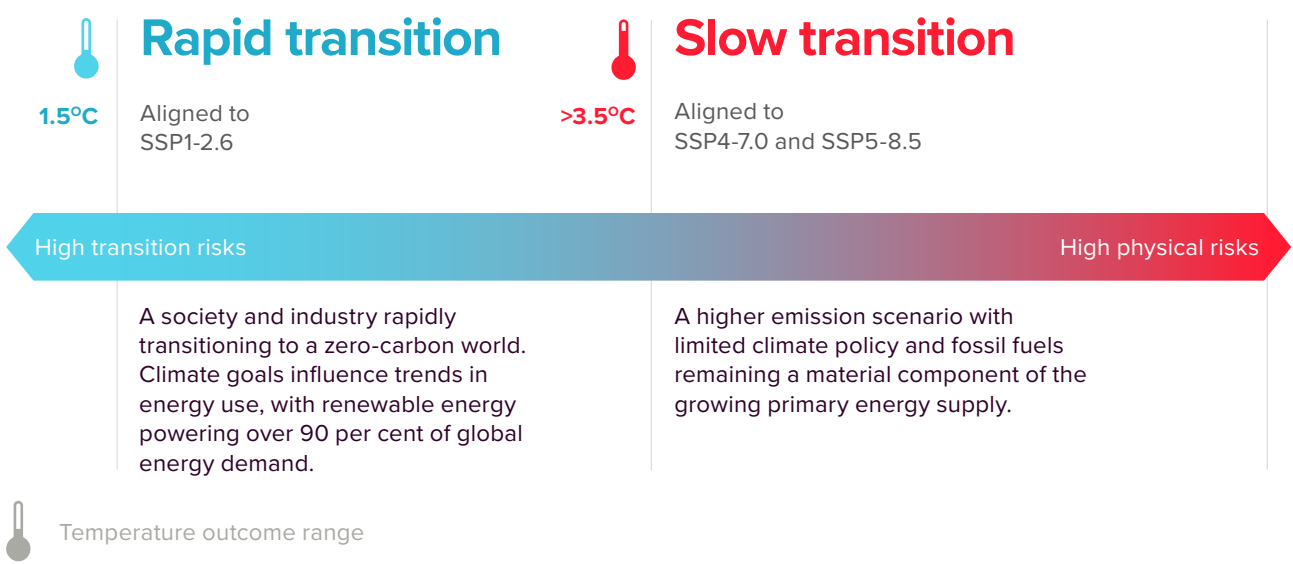 Rapid transition
1.5°C
Aligned to
SSP1-2.6
Slow transition
>3.5°C
Aligned to
SSP4-7.0 and SSP5-8.5
High transition risks
High physical risks
A society and industry rapidly
transitioning to a zero-carbon world.
Climate goals influence trends in
energy use, with renewable energy
powering over 90 per cent of global
energy demand.
A higher emission scenario with
limited climate policy and fossil fuels
remaining a material component of the
growing primary energy supply.
Temperature outcome range